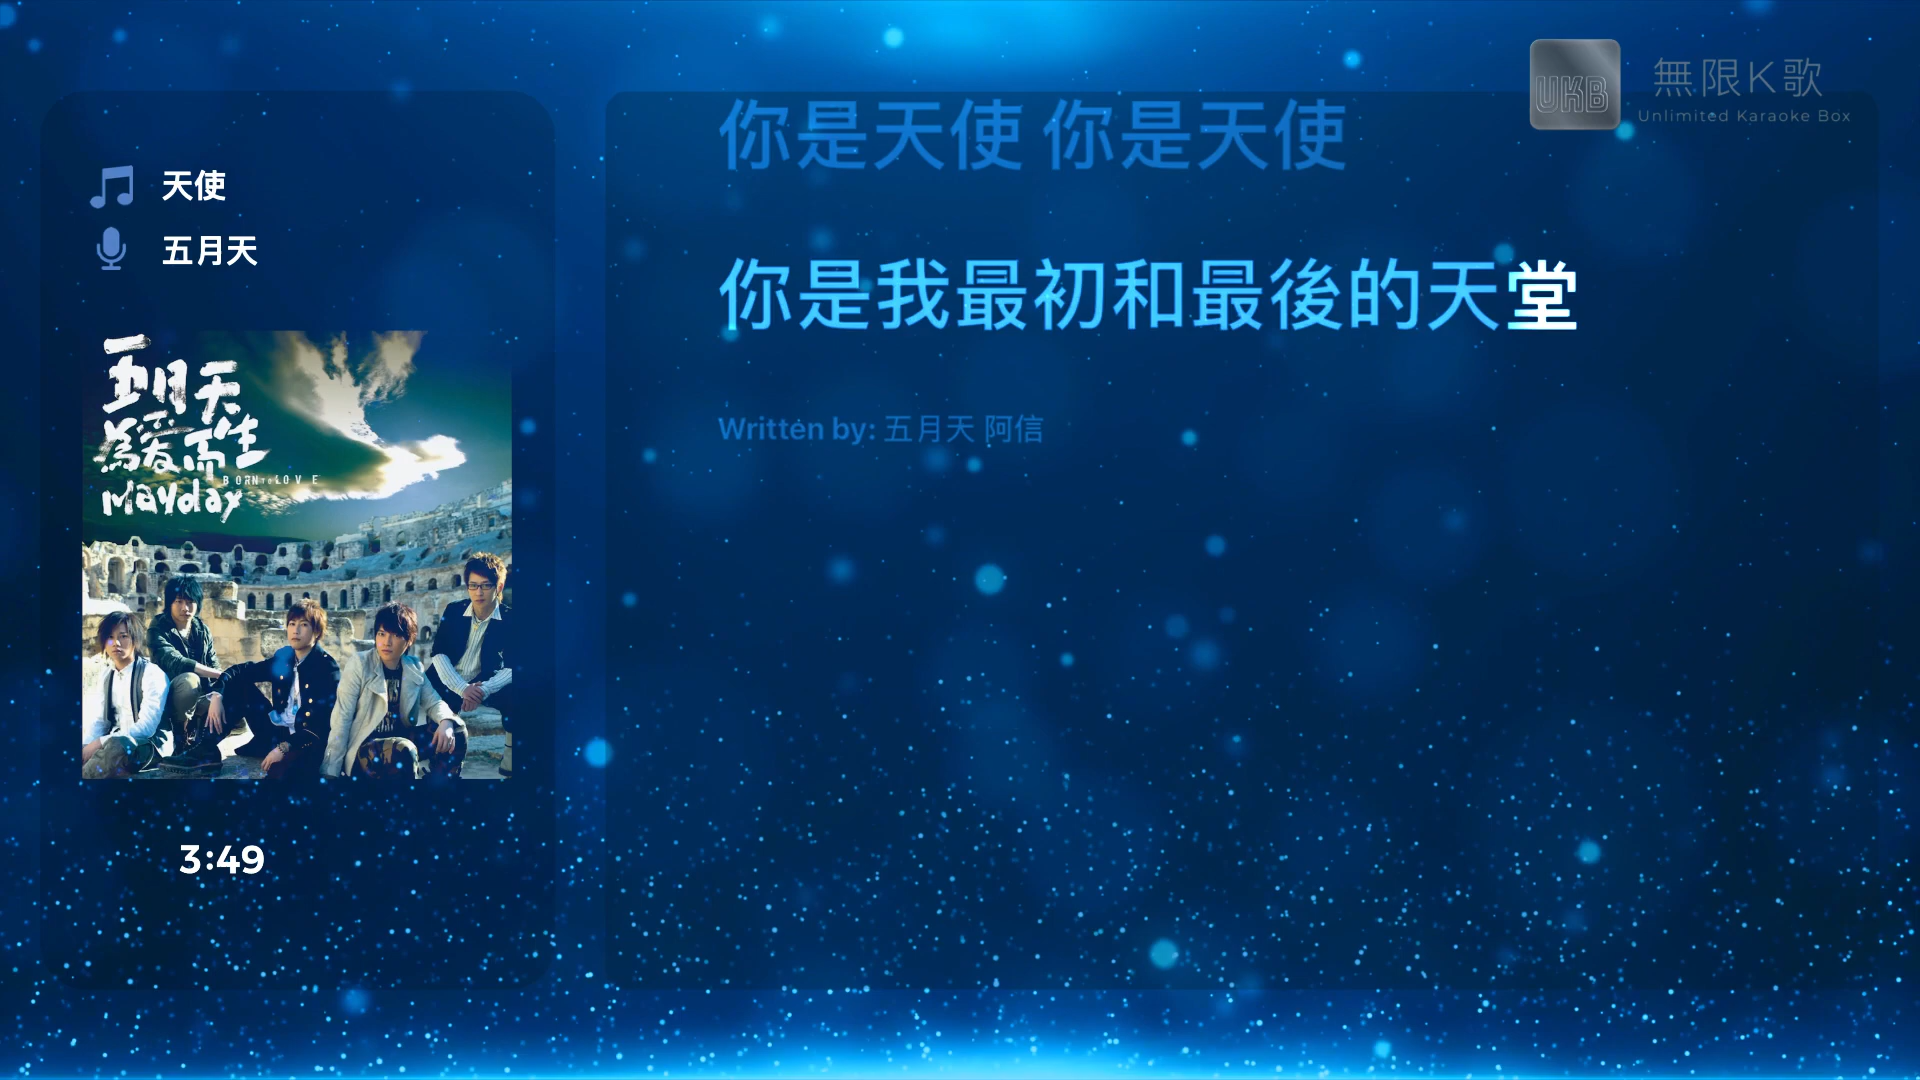 天使
五月天
五月天
為愛而生
BORN to LOVE
Mayday
3:49
你是天使 你是天使
你是我最初和最後的天堂
Written by: 五月天 阿信
UKB
無限K歌
Unlimited Karaoke Box